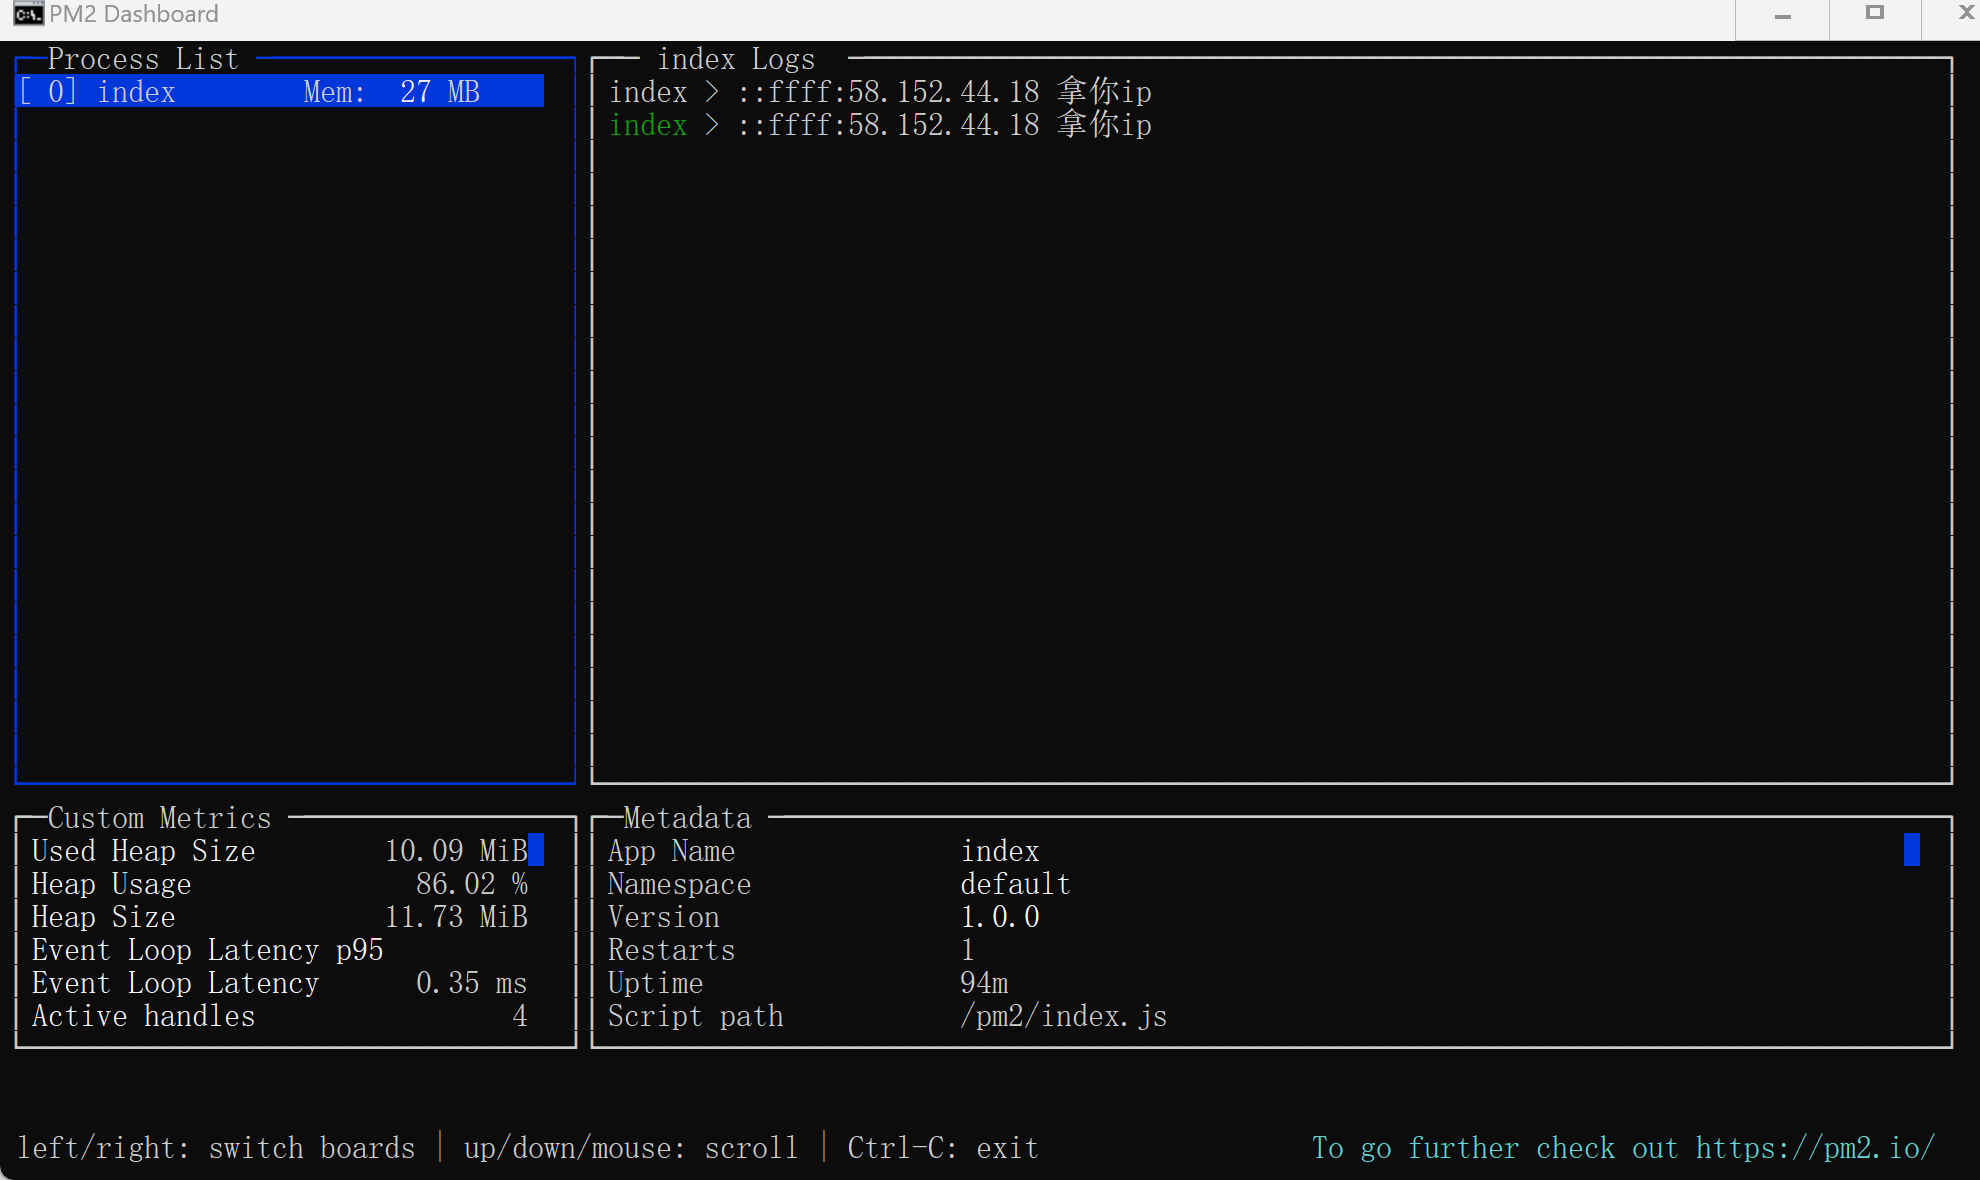 PM2 Dashboard
Process List
[ 0] index Mem: 27 MB
index Logs
index > ::ffff:58.152.44.18 拿你ip
index > ::ffff:58.152.44.18 拿你ip
Custom Metrics
Used Heap Size 10.09 MiB
Heap Usage 86.02 %
Heap Size 11.73 MiB
Event Loop Latency p95
Event Loop Latency 0.35 ms
Active handles 4
Metadata
App Name index
Namespace default
Version 1.0.0
Restarts 1
Uptime 94m
Script path /pm2/index.js
left/right: switch boards | up/down/mouse: scroll | Ctrl-C: exit
To go further check out https://pm2.io/